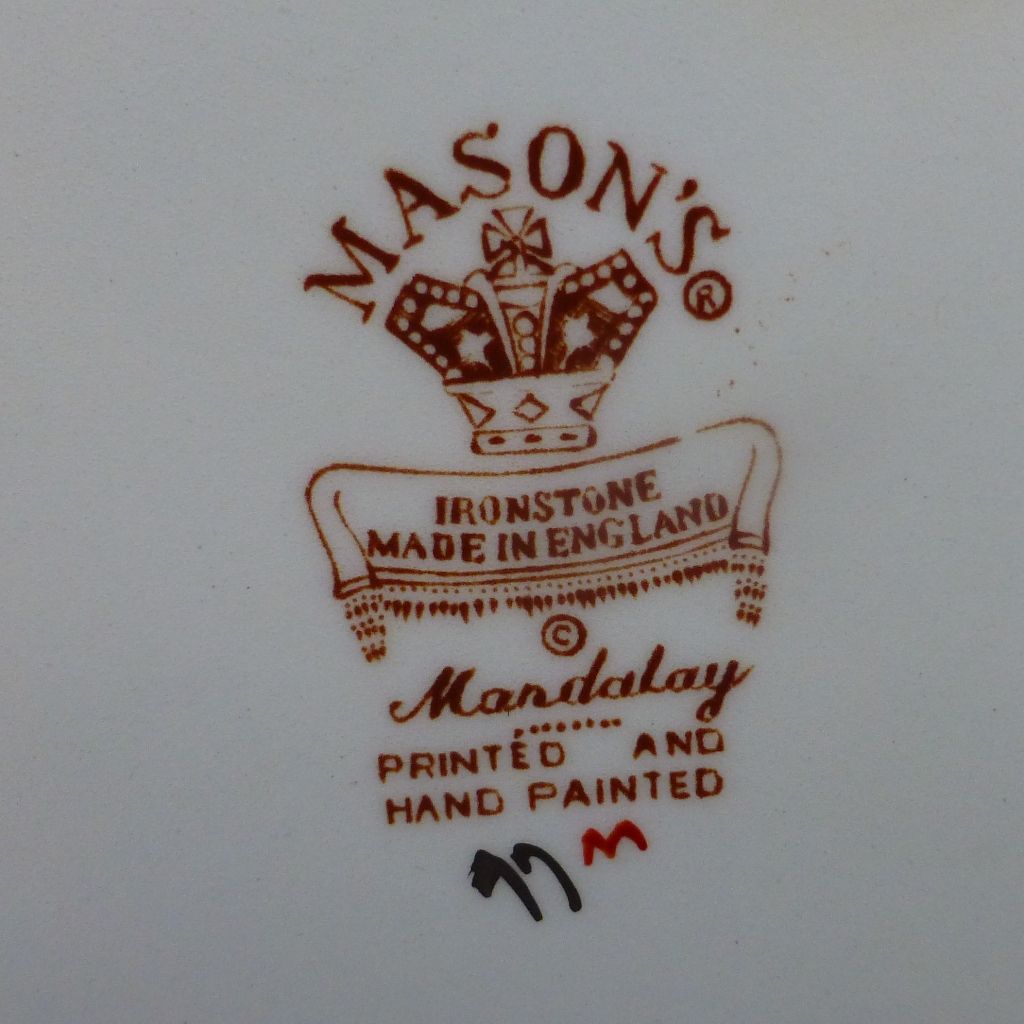 MASON'S ®
IRONSTONE
MADE IN ENGLAND
©
Mandalay
PRINTED AND
HAND PAINTED
M